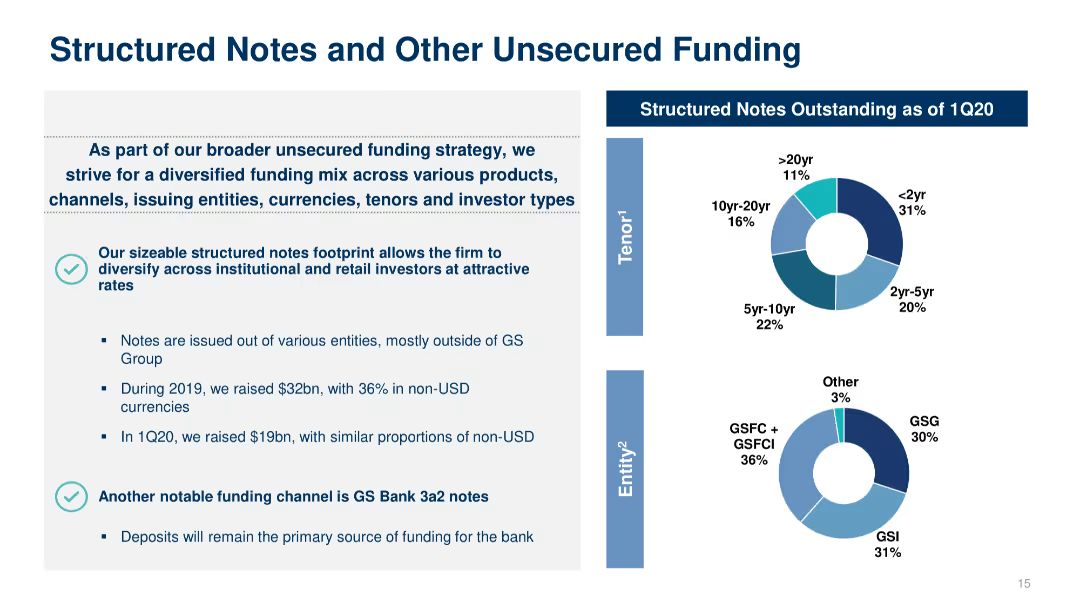 Structured Notes and Other Unsecured Funding
As part of our broader unsecured funding strategy, we
strive for a diversified funding mix across various products,
channels, issuing entities, currencies, tenors and investor types
Our sizeable structured notes footprint allows the firm to
diversify across institutional and retail investors at attractive
rates
▪ Notes are issued out of various entities, mostly outside of GS
Group
▪ During 2019, we raised $32bn, with 36% in non-USD
currencies
▪ In 1Q20, we raised $19bn, with similar proportions of non-USD
Another notable funding channel is GS Bank 3a2 notes
▪ Deposits will remain the primary source of funding for the bank
Structured Notes Outstanding as of 1Q20
Tenor¹
>20yr
11%
<2yr
31%
10yr-20yr
16%
2yr-5yr
20%
5yr-10yr
22%
Entity²
Other
3%
GSG
30%
GSFC +
GSFCI
36%
GSI
31%
15